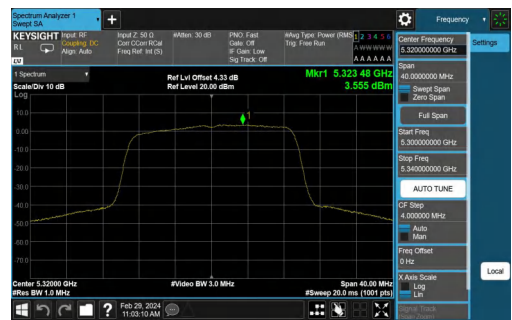 Spectrum Analyzer 1
Swept SA
Frequency
KEYSIGHT
Input: RF
Coupling: DC
Align: Auto
Input Z: 50 Ω
Corr CCorr RCal
Freq Ref: Int (S)
#Atten: 30 dB
PNO: Fast
Gate: Off
IF Gain: Low
Sig Track: Off
#Avg Type: Power (RMS
Trig: Free Run
1 2 3 4 5 6
A W W W W W
A A A A A A
R L
LV
1 Spectrum
Scale/Div 10 dB
Log
Ref Lvl Offset 4.33 dB
Ref Level 20.00 dBm
Mkr1 5.323 48 GHz
3.555 dBm
1
10.0
0.00
-10.0
-20.0
-30.0
-40.0
-50.0
-60.0
-70.0
Center 5.32000 GHz
#Res BW 1.0 MHz
#Video BW 3.0 MHz
Span 40.00 MHz
#Sweep 20.0 ms (1001 pts)
Feb 29, 2024
11:03:10 AM
Center Frequency
5.320000000 GHz
Span
40.0000000 MHz
Swept Span
Zero Span
Full Span
Start Freq
5.300000000 GHz
Stop Freq
5.340000000 GHz
AUTO TUNE
CF Step
4.000000 MHz
Auto
Man
Freq Offset
0 Hz
X Axis Scale
Log
Lin
Signal Track
Settings
Local